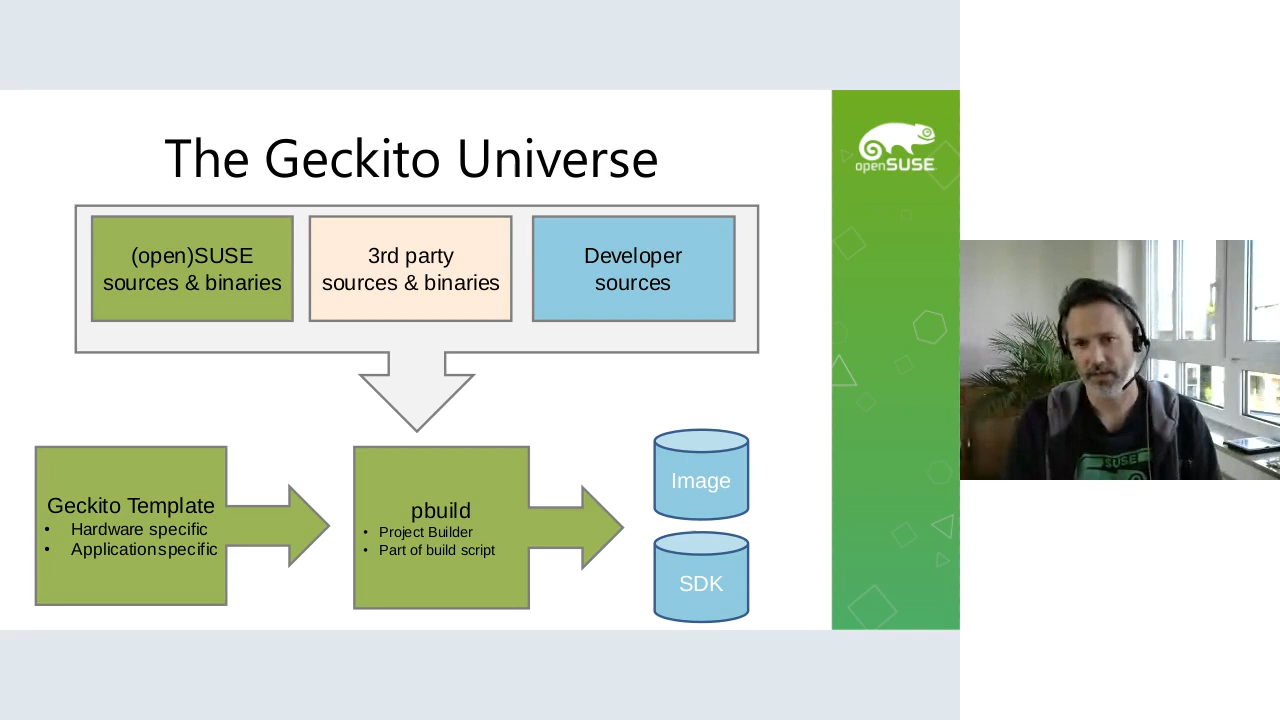 The Geckito Universe
openSUSE
(open)SUSE
sources & binaries
3rd party
sources & binaries
Developer
sources
Geckito Template
• Hardware specific
• Applicationspecific
pbuild
• Project Builder
• Part of build script
Image
SDK
SUSE